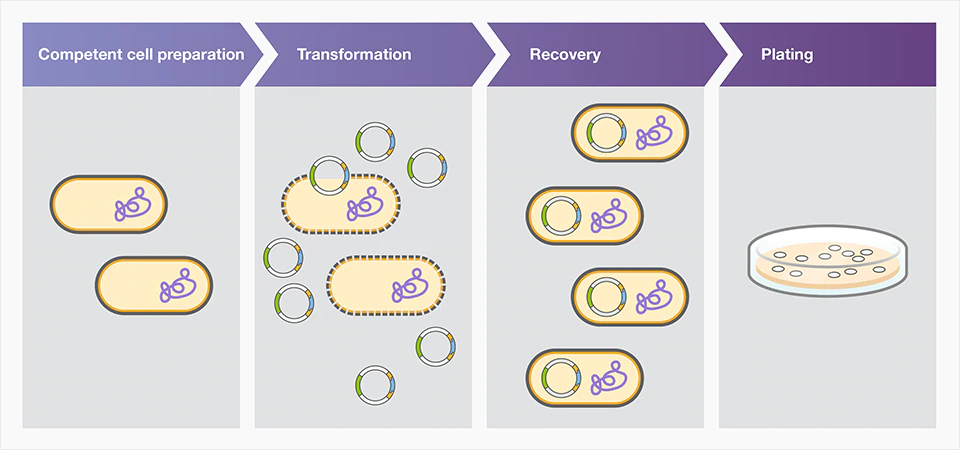 Competent cell preparation
Transformation
Recovery
Plating